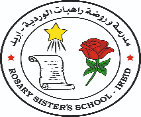 مدرسة وروضة راهبات الوردية - اربد
★ ROSARY SISTER'S SCHOOL - IRBID ★